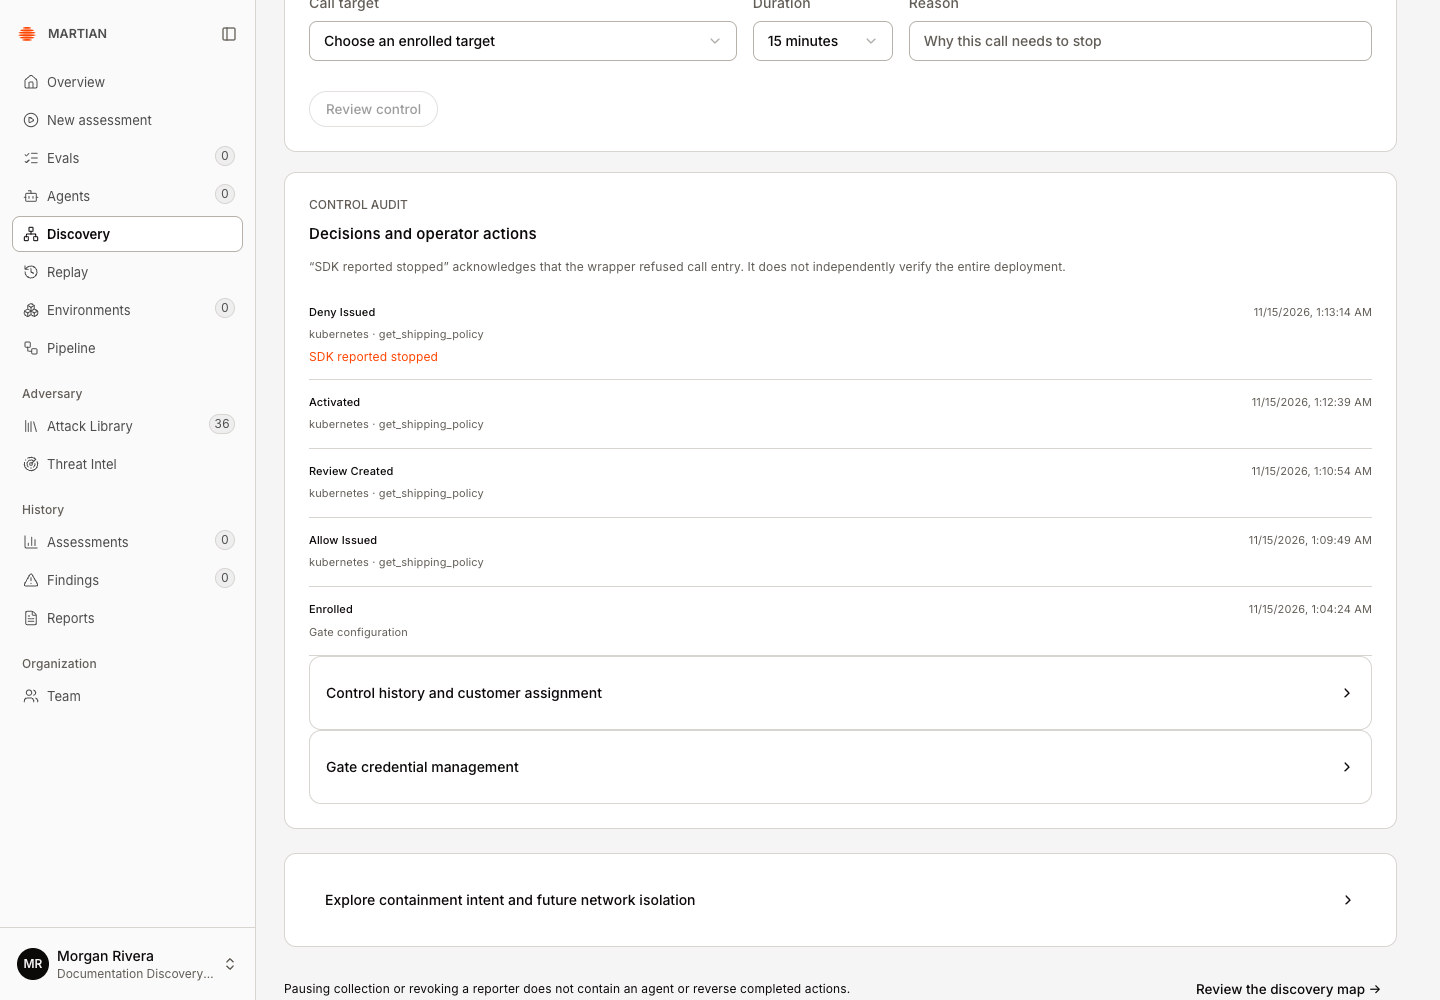 MARTIAN
Overview
New assessment
Evals 0
Agents 0
Discovery
Replay
Environments 0
Pipeline
Adversary
Attack Library 36
Threat Intel
History
Assessments 0
Findings 0
Reports
Organization
Team
MR
Morgan Rivera
Documentation Discovery...
Call target Duration Reason
Choose an enrolled target 15 minutes Why this call needs to stop
Review control
CONTROL AUDIT
Decisions and operator actions
“SDK reported stopped” acknowledges that the wrapper refused call entry. It does not independently verify the entire deployment.
Deny Issued 11/15/2026, 1:13:14 AM
kubernetes · get_shipping_policy
SDK reported stopped
Activated 11/15/2026, 1:12:39 AM
kubernetes · get_shipping_policy
Review Created 11/15/2026, 1:10:54 AM
kubernetes · get_shipping_policy
Allow Issued 11/15/2026, 1:09:49 AM
kubernetes · get_shipping_policy
Enrolled 11/15/2026, 1:04:24 AM
Gate configuration
Control history and customer assignment
Gate credential management
Explore containment intent and future network isolation
Pausing collection or revoking a reporter does not contain an agent or reverse completed actions. Review the discovery map →